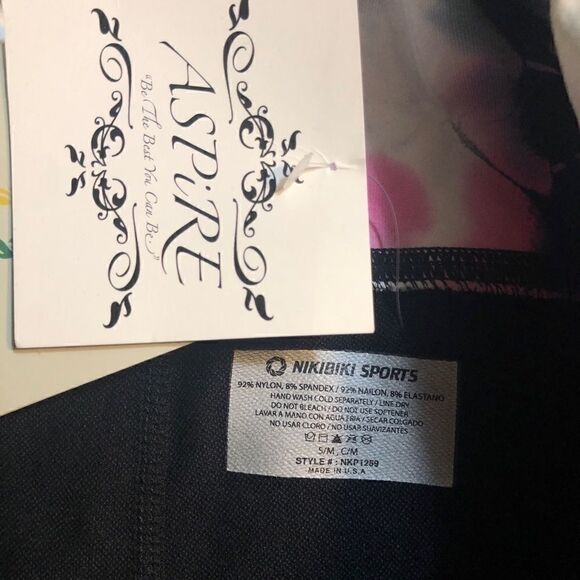 ASPiRE
"Be The Best You Can Be..."
NIKIBIKI SPORTS
92% NYLON, 8% SPANDEX / 92% NAILON, 8% ELASTANO
HAND WASH COLD SEPARATELY / LINE DRY
DO NOT BLEACH / DO NOT USE SOFTENER
LAVAR A MANO CON AGUA FRIA / SECAR COLGADO
NO USAR CLORO / NO USAR SUAVIZANTES
S/M , C/M
STYLE # : NKP1259
MADE IN U.S.A